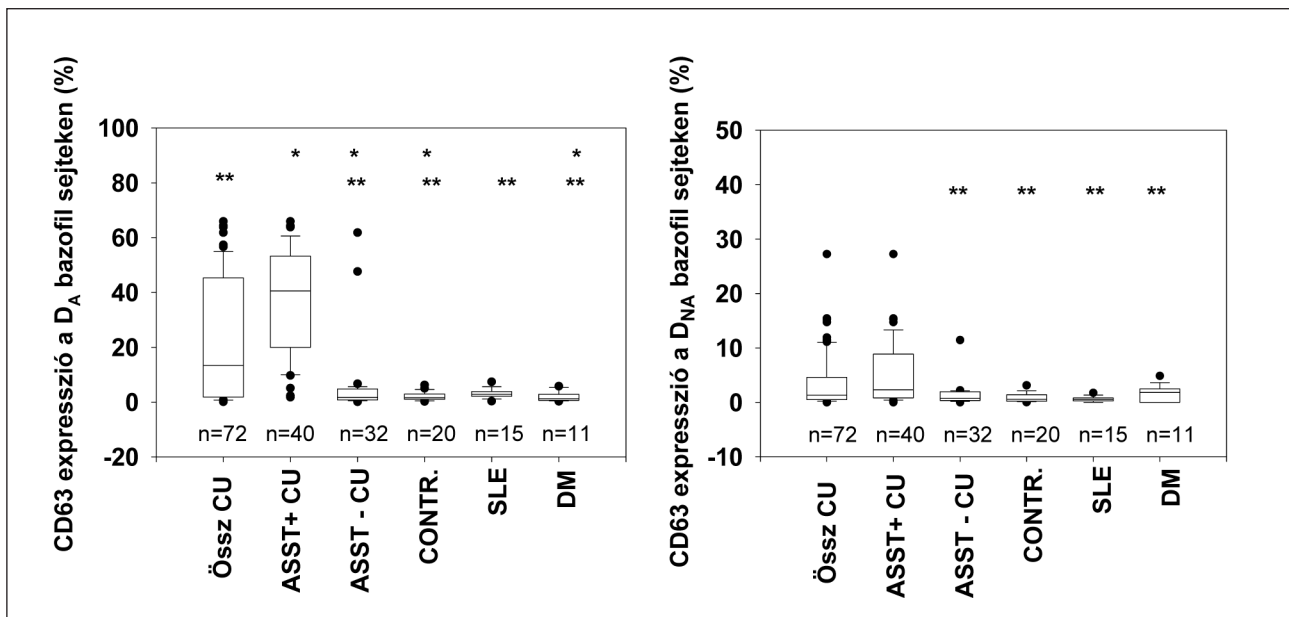 CD63 expresszió a DA bazofil sejteken (%)
100
80
60
40
20
0
-20
* * * *
** ** ** ** **
n=72 n=40 n=32 n=20 n=15 n=11
Össz CU
ASST+ CU
ASST - CU
CONTR.
SLE
DM
CD63 expresszió a DNA bazofil sejteken (%)
50
40
30
20
10
0
-10
** ** ** **
n=72 n=40 n=32 n=20 n=15 n=11
Össz CU
ASST+ CU
ASST - CU
CONTR.
SLE
DM